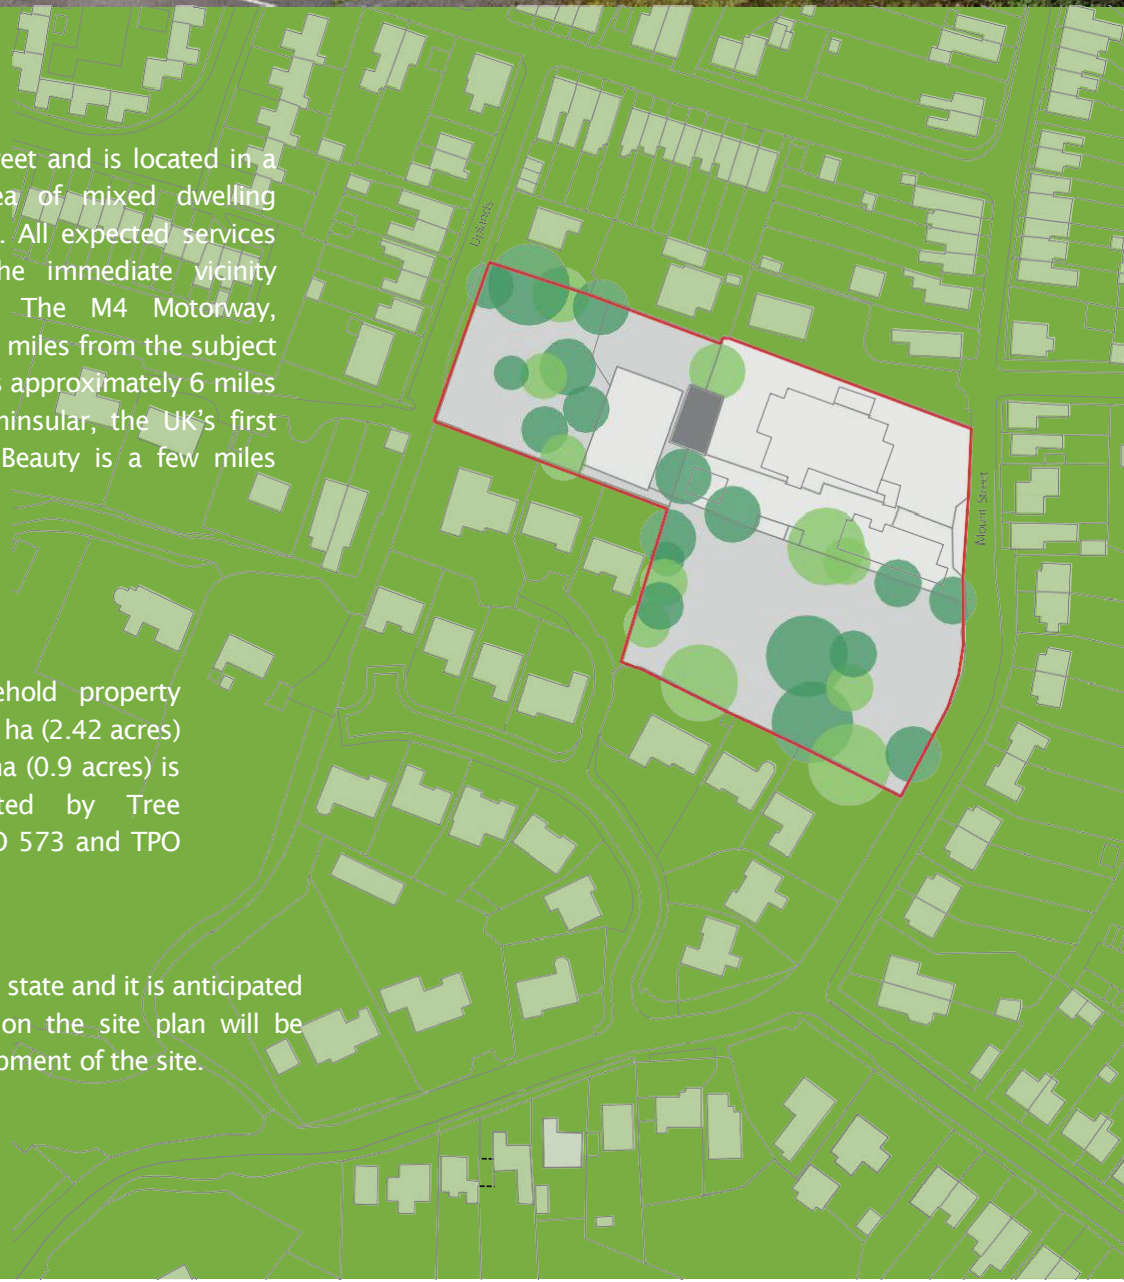 eet and is located in a
ea of mixed dwelling
. All expected services
he immediate vicinity
The M4 Motorway,
miles from the subject
s approximately 6 miles
ninsular, the UK's first
Beauty is a few miles
ehold property
ha (2.42 acres)
ha (0.9 acres) is
ted by Tree
O 573 and TPO
state and it is anticipated
on the site plan will be
pment of the site.
Uplands
Mount Street